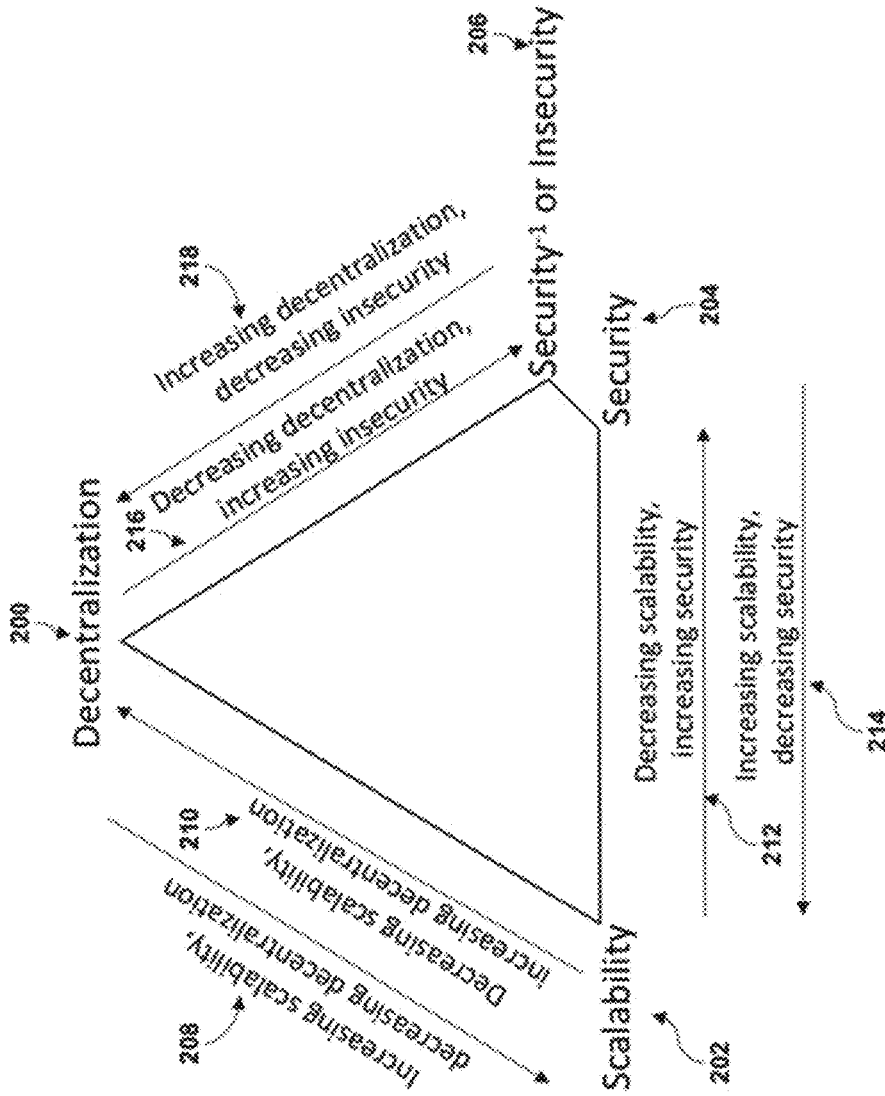 200
Decentralization
218
Increasing decentralization,
decreasing insecurity
216
Decreasing decentralization,
increasing insecurity
206
Security⁻¹ or Insecurity
Security
204
208
Increasing scalability,
decreasing decentralization
210
Decreasing scalability,
increasing decentralization
Scalability
202
Decreasing scalability,
increasing security
212
Increasing scalability,
decreasing security
214